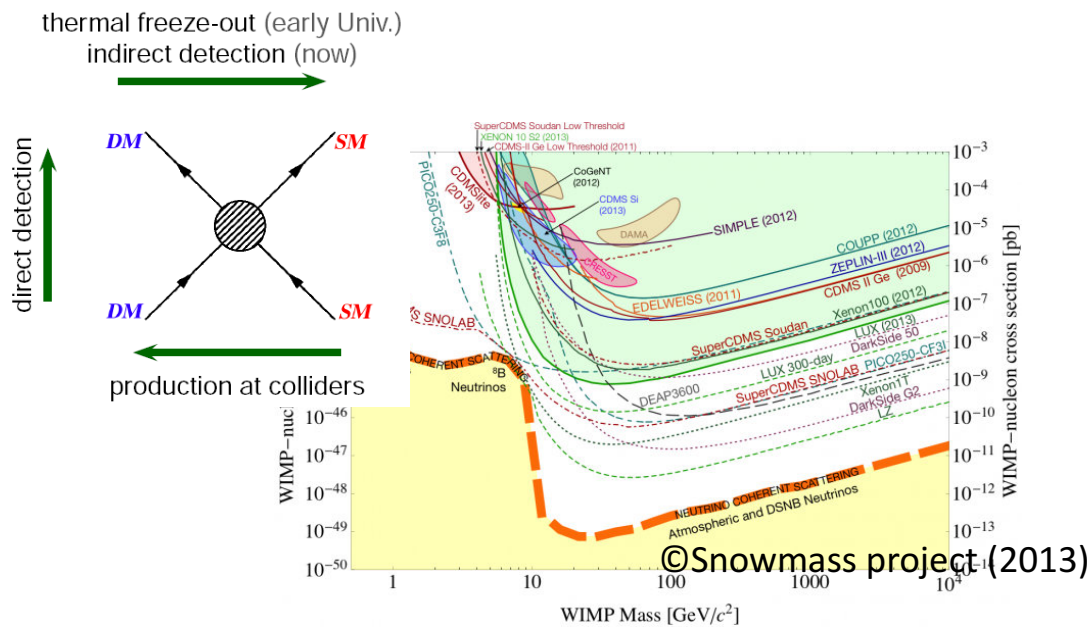 thermal freeze-out (early Univ.)
indirect detection (now)
direct detection
DM
SM
DM
SM
production at colliders
SuperCDMS Soudan Low Threshold
XENON 10 S2 (2013)
CDMS-II Ge Low Threshold (2011)
CoGeNT
(2012)
CDMS Si
(2013)
CDMSlite
(2013)
PICO250-C3F8
DAMA
CRESST
SIMPLE (2012)
COUPP (2012)
ZEPLIN-III (2012)
CDMS II Ge (2009)
EDELWEISS (2011)
Xenon100 (2012)
SuperCDMS Soudan
LUX (2013)
DarkSide 50
LUX 300-day
PICO250-CF3I
SuperCDMS SNOLAB
DEAP3600
Xenon1T
DarkSide G2
LZ
MS SNOLAB
COHERENT SCATTERING
8B
Neutrinos
NEUTRINO COHERENT SCATTERING
Atmospheric and DSNB Neutrinos
10−46
10−47
10−48
10−49
10−50
WIMP−nuc
10−3
10−4
10−5
10−6
10−7
10−8
10−9
10−10
10−11
10−12
10−13
10−14
WIMP−nucleon cross section [pb]
1
10
100
1000
10^4
WIMP Mass [GeV/c²]
©Snowmass project (2013)